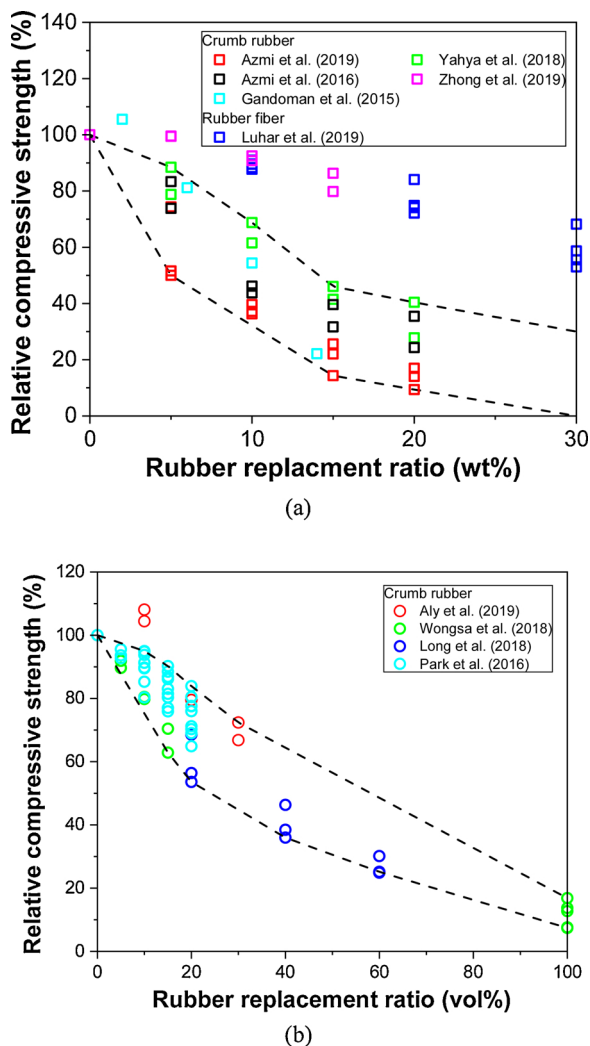 140
120
100
80
60
40
20
0
Relative compressive strength (%)
Crumb rubber
Azmi et al. (2019) Yahya et al. (2018)
Azmi et al. (2016) Zhong et al. (2019)
Gandoman et al. (2015)
Rubber fiber
Luhar et al. (2019)
0 10 20 30
Rubber replacment ratio (wt%)
(a)
120
100
80
60
40
20
0
Relative compressive strength (%)
Crumb rubber
Aly et al. (2019)
Wongsa et al. (2018)
Long et al. (2018)
Park et al. (2016)
0 20 40 60 80 100
Rubber replacement ratio (vol%)
(b)